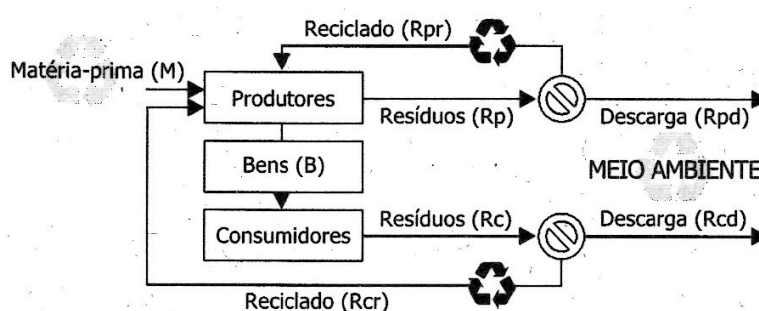 Reciclado (Rpr)
Matéria-prima (M)
Produtores
Resíduos (Rp)
Descarga (Rpd)
Bens (B)
MEIO AMBIENTE
Consumidores
Resíduos (Rc)
Descarga (Rcd)
Reciclado (Rcr)